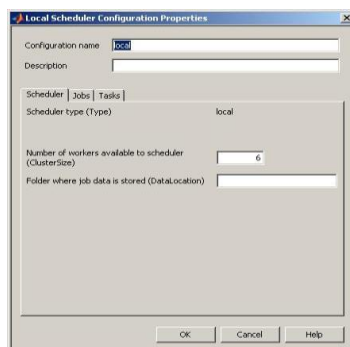 Local Scheduler Configuration Properties
Configuration name local
Description
Scheduler Jobs Tasks
Scheduler type (Type) local
Number of workers available to scheduler 6
(ClusterSize)
Folder where job data is stored (DataLocation)
OK Cancel Help